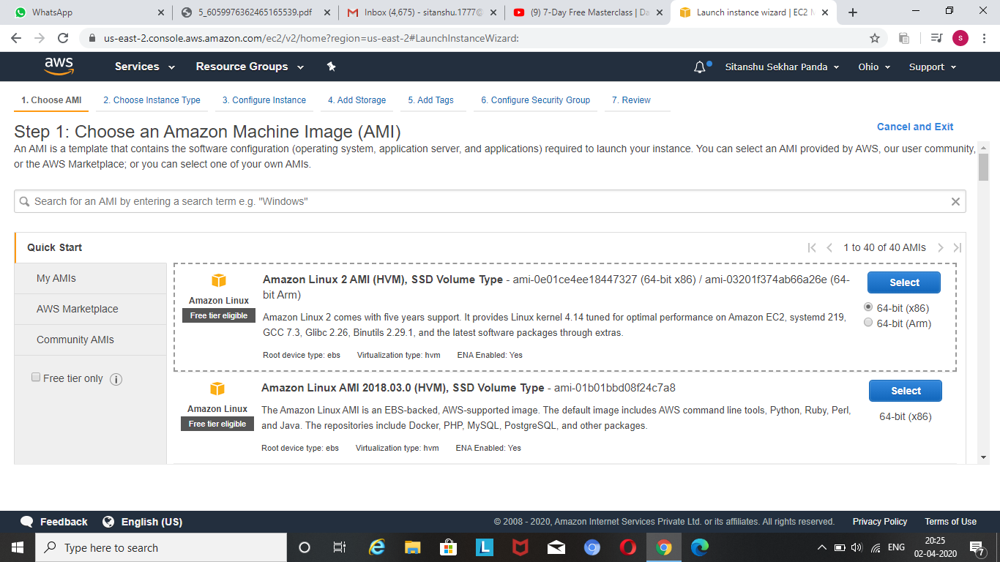 WhatsApp
5_6059976362465165539.pdf
Inbox (4,675) - sitanshu.1777@
(9) 7-Day Free Masterclass | Da
Launch instance wizard | EC2 M
us-east-2.console.aws.amazon.com/ec2/v2/home?region=us-east-2#LaunchInstanceWizard:
s
aws
Services
Resource Groups
Sitanshu Sekhar Panda
Ohio
Support
1. Choose AMI
2. Choose Instance Type
3. Configure Instance
4. Add Storage
5. Add Tags
6. Configure Security Group
7. Review
Step 1: Choose an Amazon Machine Image (AMI)
Cancel and Exit
An AMI is a template that contains the software configuration (operating system, application server, and applications) required to launch your instance. You can select an AMI provided by AWS, our user community,
or the AWS Marketplace; or you can select one of your own AMIs.
Search for an AMI by entering a search term e.g. "Windows"
Quick Start
1 to 40 of 40 AMIs
My AMIs
AWS Marketplace
Community AMIs
Free tier only
i
Amazon Linux
Free tier eligible
Amazon Linux 2 AMI (HVM), SSD Volume Type - ami-0e01ce4ee18447327 (64-bit x86) / ami-03201f374ab66a26e (64-
bit Arm)
Amazon Linux 2 comes with five years support. It provides Linux kernel 4.14 tuned for optimal performance on Amazon EC2, systemd 219,
GCC 7.3, Glibc 2.26, Binutils 2.29.1, and the latest software packages through extras.
Root device type: ebs
Virtualization type: hvm
ENA Enabled: Yes
Select
64-bit (x86)
64-bit (Arm)
Amazon Linux
Free tier eligible
Amazon Linux AMI 2018.03.0 (HVM), SSD Volume Type - ami-01b01bbd08f24c7a8
The Amazon Linux AMI is an EBS-backed, AWS-supported image. The default image includes AWS command line tools, Python, Ruby, Perl,
and Java. The repositories include Docker, PHP, MySQL, PostgreSQL, and other packages.
Root device type: ebs
Virtualization type: hvm
ENA Enabled: Yes
Select
64-bit (x86)
Feedback
English (US)
© 2008 - 2020, Amazon Internet Services Private Ltd. or its affiliates. All rights reserved.
Privacy Policy
Terms of Use
Type here to search
L
ENG
20:25
02-04-2020
7